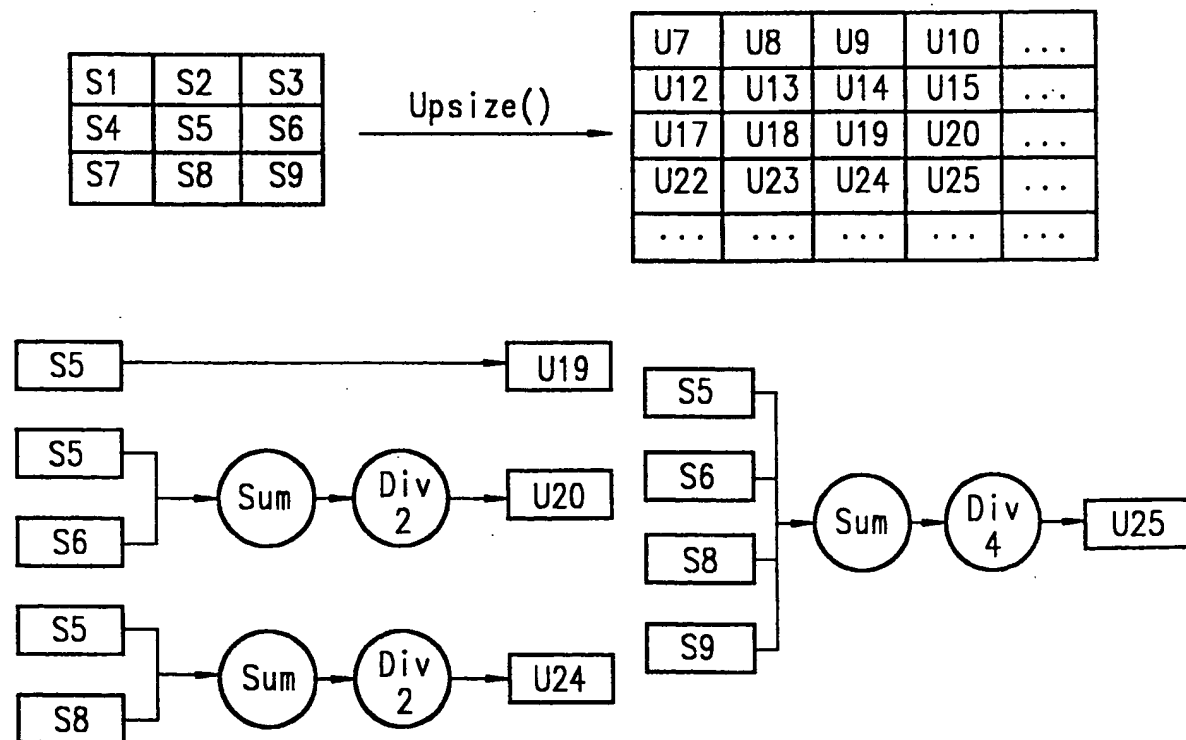 S1 S2 S3
S4 S5 S6
S7 S8 S9
Upsize()
U7 U8 U9 U10 ...
U12 U13 U14 U15 ...
U17 U18 U19 U20 ...
U22 U23 U24 U25 ...
... ... ... ... ...
S5 U19
S5
S6
Sum
Div 2
U20
S5
S8
Sum
Div 2
U24
S5
S6
S8
S9
Sum
Div 4
U25